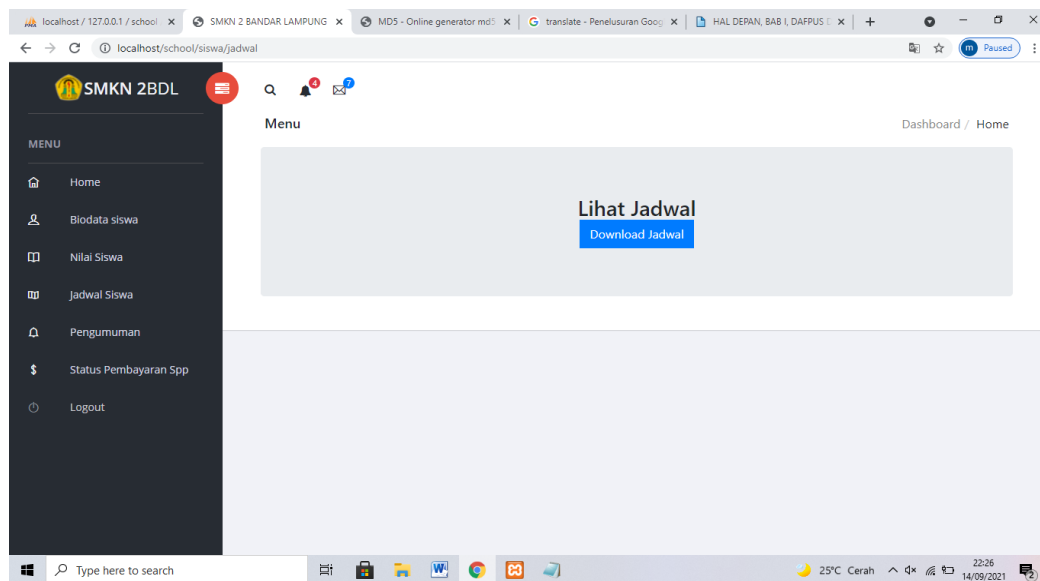 localhost / 127.0.0.1 / school
SMKN 2 BANDAR LAMPUNG
MD5 - Online generator md5
translate - Penelusuran Goog
HAL DEPAN, BAB I, DAFPUS
localhost/school/siswa/jadwal
m Paused
SMKN 2BDL
4
7
Menu
Dashboard / Home
MENU
Home
Biodata siswa
Nilai Siswa
Jadwal Siswa
Pengumuman
$ Status Pembayaran Spp
Logout
Lihat Jadwal
Download Jadwal
Type here to search
25°C Cerah
22:26
14/09/2021
2